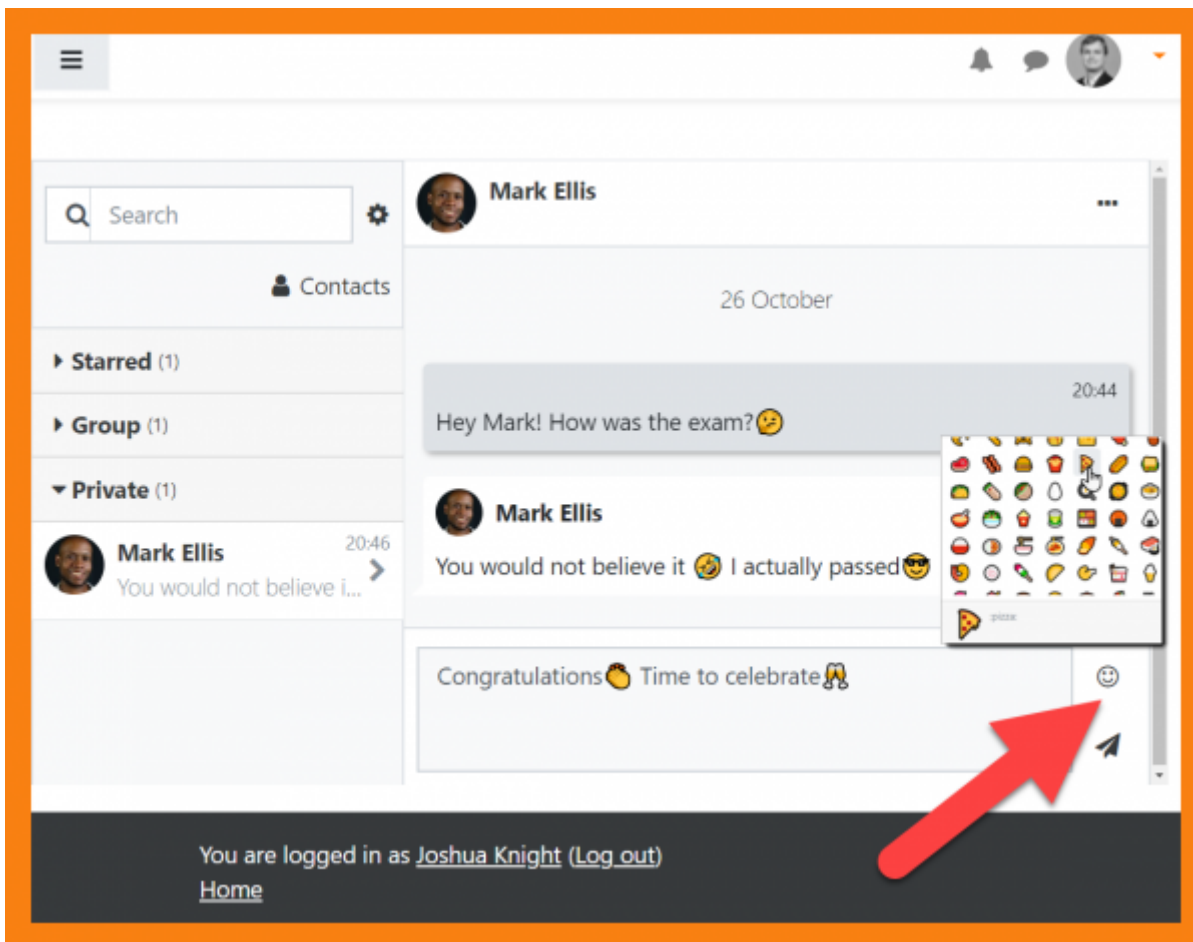 Search
Contacts
Starred (1)
Group (1)
Private (1)
Mark Ellis
20:46
You would not believe i...
Mark Ellis
26 October
20:44
Hey Mark! How was the exam?🫤
Mark Ellis
You would not believe it 🤣 I actually passed😎
:pizza:
Congratulations👏 Time to celebrate🥂
You are logged in as Joshua Knight (Log out)
Home